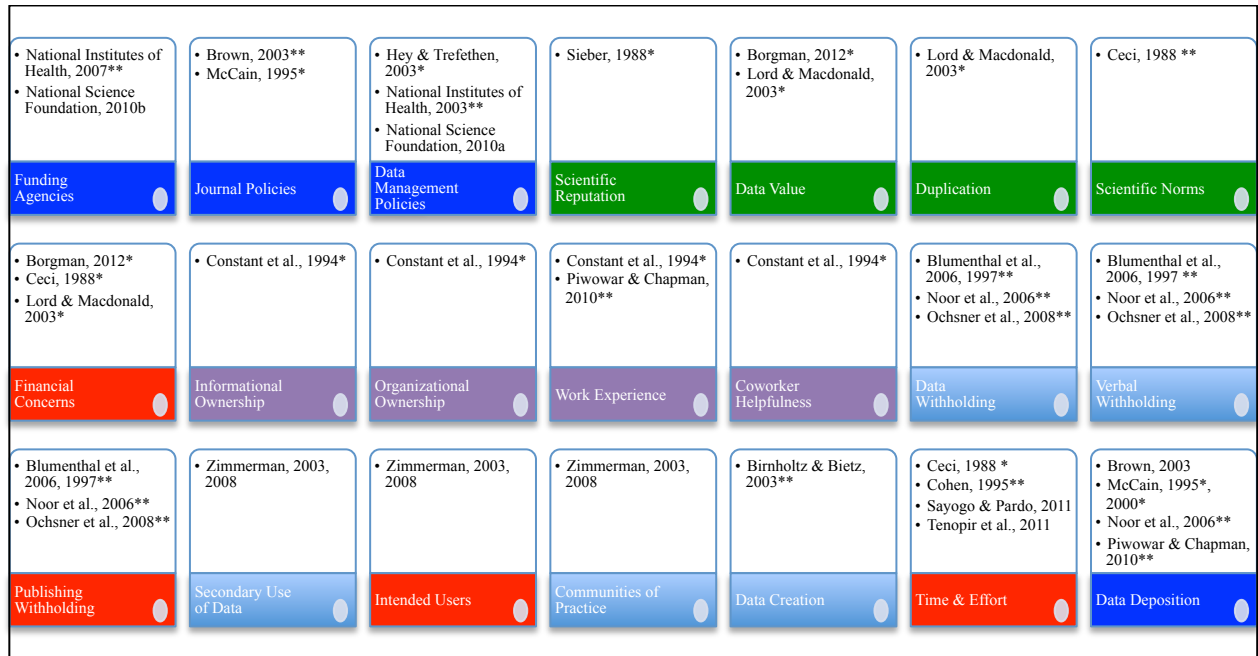 • National Institutes of
Health, 2007**
• National Science
Foundation, 2010b
Funding
Agencies
• Brown, 2003**
• McCain, 1995*
Journal Policies
• Hey & Trefethen,
2003*
• National Institutes of
Health, 2003**
• National Science
Foundation, 2010a
Data
Management
Policies
• Sieber, 1988*
Scientific
Reputation
• Borgman, 2012*
• Lord & Macdonald,
2003*
Data Value
• Lord & Macdonald,
2003*
Duplication
• Ceci, 1988 **
Scientific Norms
• Borgman, 2012*
• Ceci, 1988*
• Lord & Macdonald,
2003*
Financial
Concerns
• Constant et al., 1994*
Informational
Ownership
• Constant et al., 1994*
Organizational
Ownership
• Constant et al., 1994*
• Piwowar & Chapman,
2010**
Work Experience
• Constant et al., 1994*
Coworker
Helpfulness
• Blumenthal et al.,
2006, 1997**
• Noor et al., 2006**
• Ochsner et al., 2008**
Data
Withholding
• Blumenthal et al.,
2006, 1997 **
• Noor et al., 2006**
• Ochsner et al., 2008**
Verbal
Withholding
• Blumenthal et al.,
2006, 1997**
• Noor et al., 2006**
• Ochsner et al., 2008**
Publishing
Withholding
• Zimmerman, 2003,
2008
Secondary Use
of Data
• Zimmerman, 2003,
2008
Intended Users
• Zimmerman, 2003,
2008
Communities of
Practice
• Birnholtz & Bietz,
2003**
Data Creation
• Ceci, 1988 *
• Cohen, 1995**
• Sayogo & Pardo, 2011
• Tenopir et al., 2011
Time & Effort
• Brown, 2003
• McCain, 1995*,
2000*
• Noor et al., 2006**
• Piwowar & Chapman,
2010**
Data Deposition